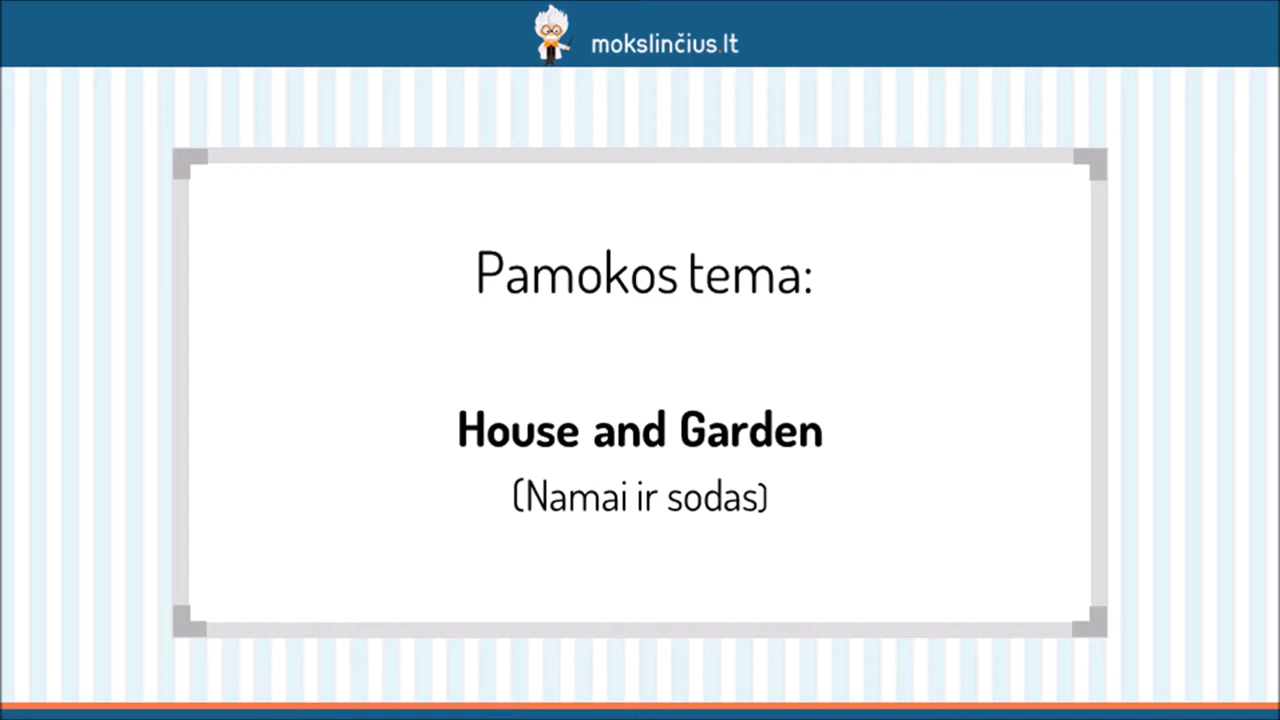 mokslinčius.lt
Pamokos tema:
House and Garden
(Namai ir sodas)